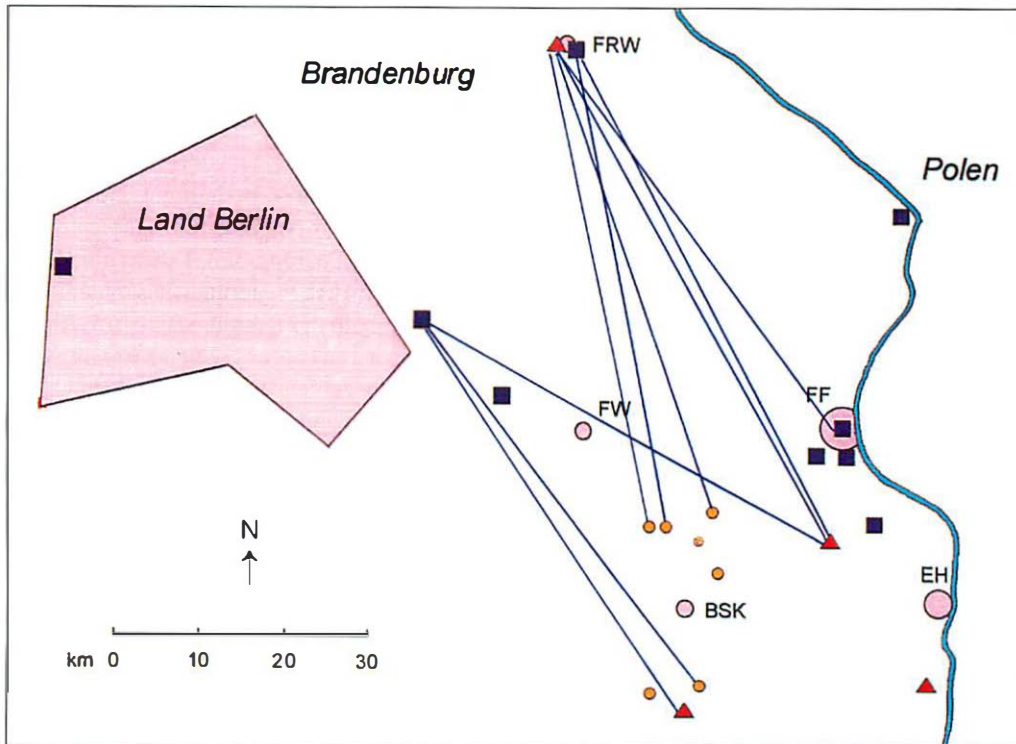 FRW
Brandenburg
Polen
Land Berlin
FF
FW
N
EH
BSK
km 0 10 20 30